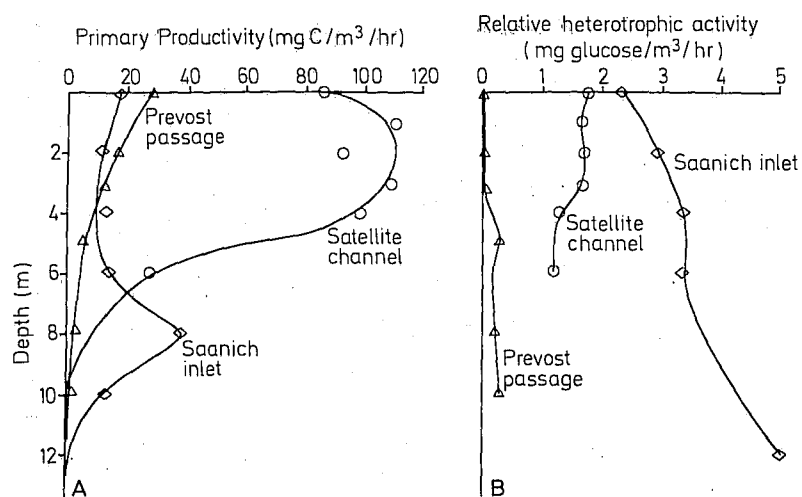 Primary Productivity (mg C/m³/hr)
0 20 40 60 80 100 120
Prevost
passage
Satellite
channel
Saanich
inlet
Depth (m)
2
4
6
8
10
12
A
Relative heterotrophic activity
(mg glucose/m³/hr)
0 1 2 3 4 5
Saanich inlet
Satellite
channel
Prevost
passage
B